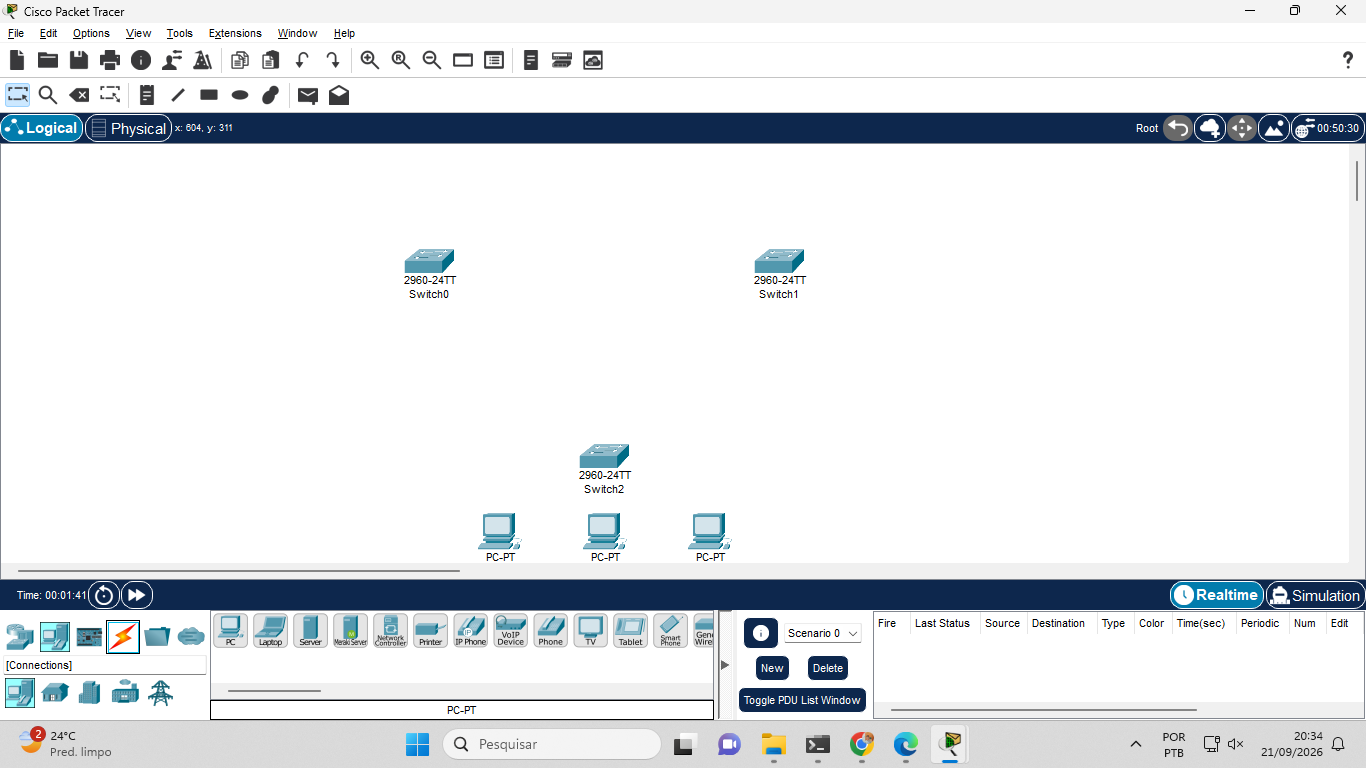 Cisco Packet Tracer
File Edit Options View Tools Extensions Window Help
Logical Physical x: 604, y: 311 Root 00:50:30
2960-24TT
Switch0
2960-24TT
Switch1
2960-24TT
Switch2
PC-PT PC-PT PC-PT
Time: 00:01:41 Realtime Simulation
[Connections]
PC Laptop Server Meraki Server Network Controller Printer IP Phone VoIP Device Phone TV Tablet Smart Phone
PC-PT
Scenario 0
New Delete
Toggle PDU List Window
Fire Last Status Source Destination Type Color Time(sec) Periodic Num Edit
2
24°C
Pred. limpo
Pesquisar
POR
PTB
20:34
21/09/2026